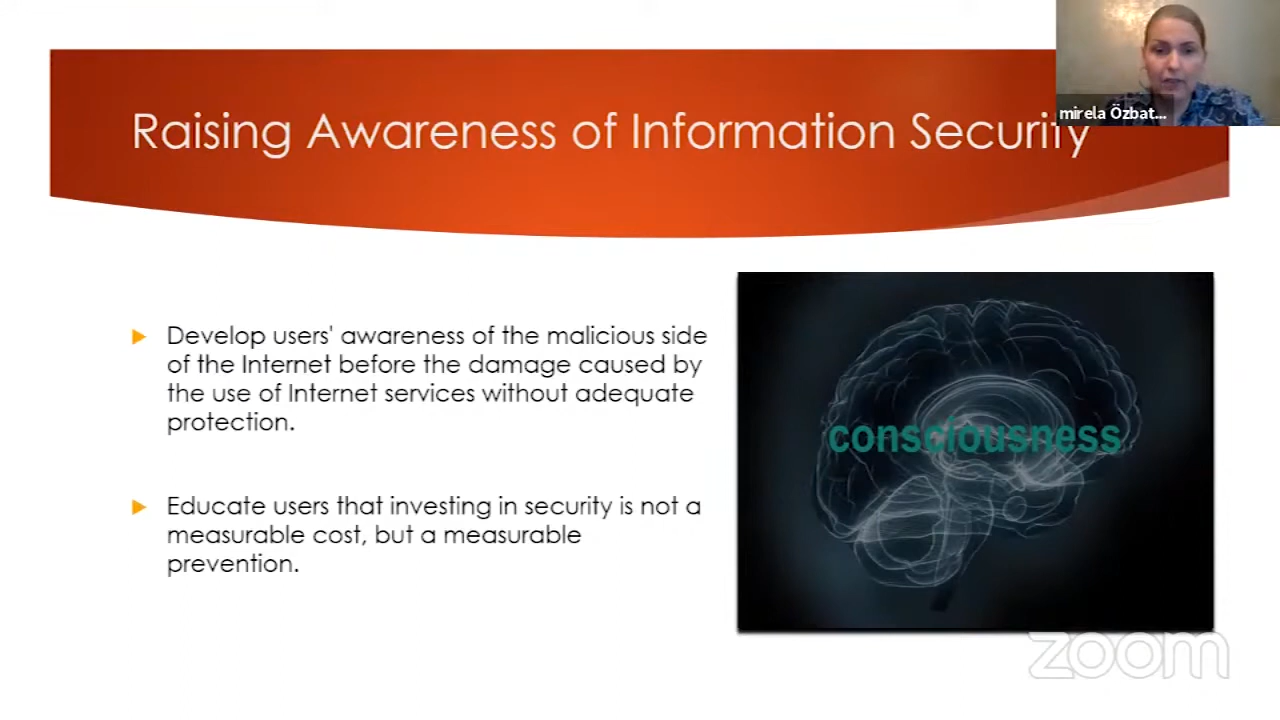 mirela Özbat...
Raising Awareness of Information Security
Develop users' awareness of the malicious side
of the Internet before the damage caused by
the use of Internet services without adequate
protection.
consciousness
Educate users that investing in security is not a
measurable cost, but a measurable
prevention.
zoom